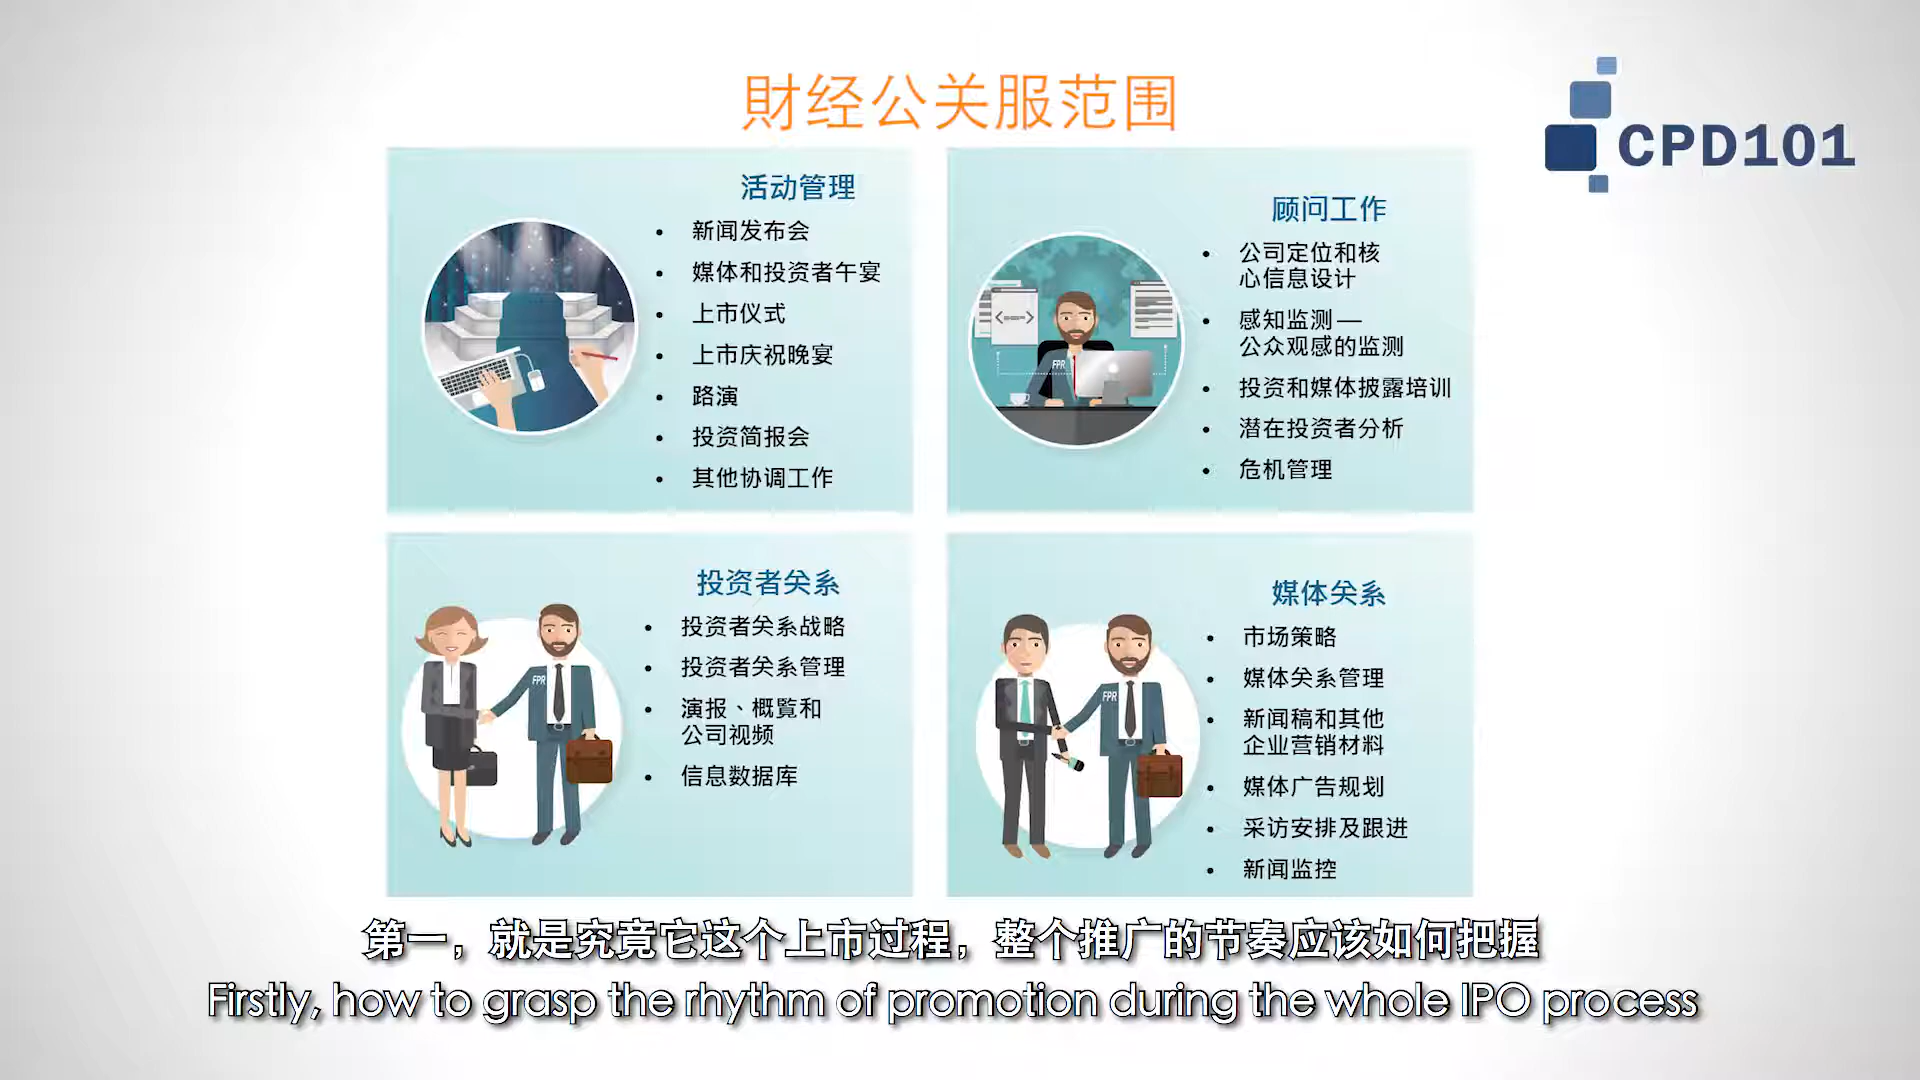 財经公关服范围
CPD101
活动管理
• 新闻发布会
• 媒体和投资者午宴
• 上市仪式
• 上市庆祝晚宴
• 路演
• 投资简报会
• 其他协调工作
顾问工作
• 公司定位和核
心信息设计
• 感知监测—
公众观感的监测
• 投资和媒体披露培训
• 潜在投资者分析
• 危机管理
FPR
投资者关系
• 投资者关系战略
• 投资者关系管理
• 演报、概覧和
公司视频
• 信息数据库
FPR
媒体关系
• 市场策略
• 媒体关系管理
• 新闻稿和其他
企业营销材料
• 媒体广告规划
• 采访安排及跟进
• 新闻监控
FPR
第一，就是究竟它这个上市过程，整个推广的节奏应该如何把握
Firstly, how to grasp the rhythm of promotion during the whole IPO process